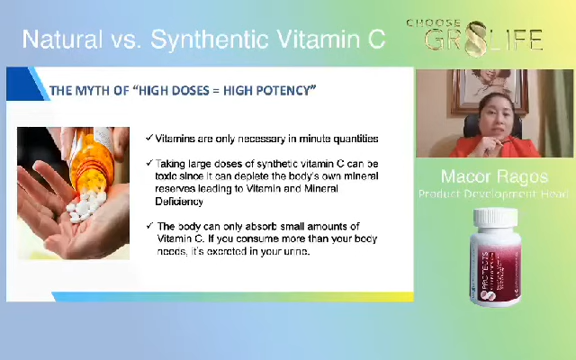 Natural vs. Synthetic Vitamin C
CHOOSE
GR8LIFE
THE MYTH OF “HIGH DOSES = HIGH POTENCY”
✓ Vitamins are only necessary in minute quantities
✓ Taking large doses of synthetic vitamin C can be
toxic since it can deplete the body's own mineral
reserves leading to Vitamin and Mineral
Deficiency
✓ The body can only absorb small amounts of
Vitamin C. If you consume more than your body
needs, it's excreted in your urine.
Macor Ragos
Product Development Head
PROTECT8